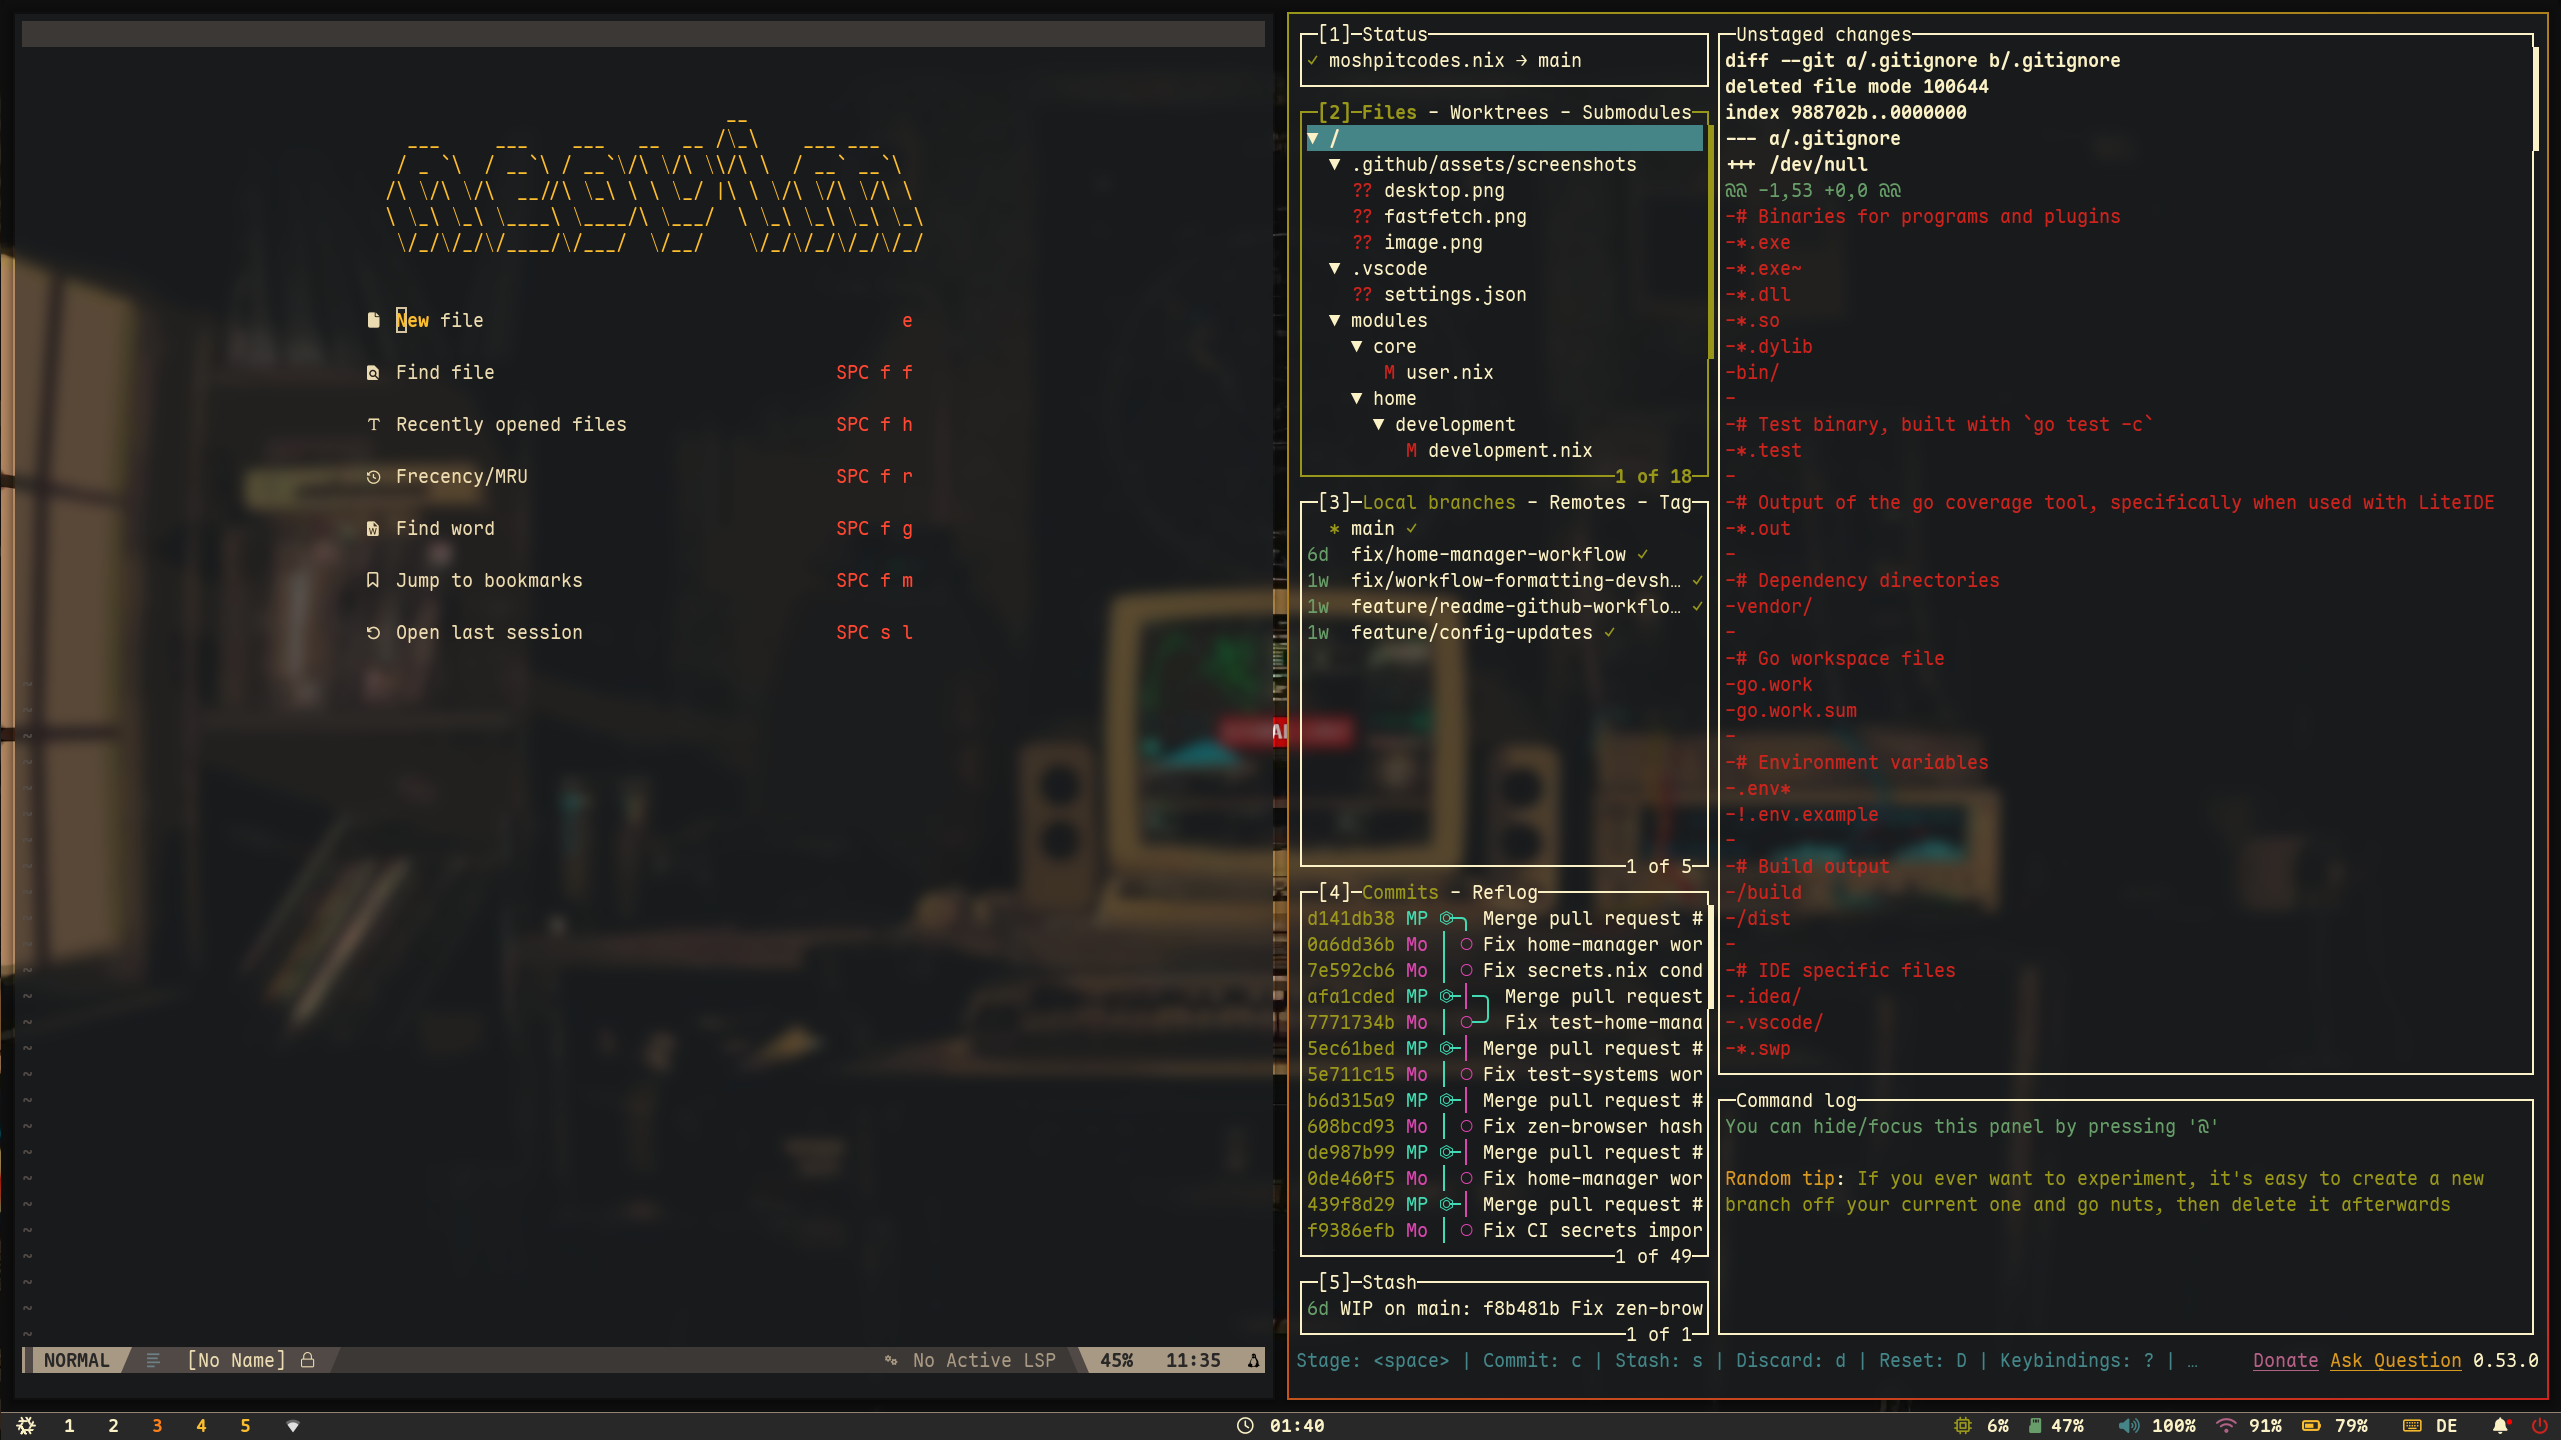 New file e
Find file SPC f f
Recently opened files SPC f h
Frecency/MRU SPC f r
Find word SPC f g
Jump to bookmarks SPC f m
Open last session SPC s l
NORMAL [No Name] No Active LSP 45% 11:35
[1]─Status
✓ moshpitcodes.nix → main
[2]─Files - Worktrees - Submodules
▼ /
▼ .github/assets/screenshots
?? desktop.png
?? fastfetch.png
?? image.png
▼ .vscode
?? settings.json
▼ modules
▼ core
M user.nix
▼ home
▼ development
M development.nix
1 of 18
[3]─Local branches - Remotes - Tag
* main ✓
6d fix/home-manager-workflow ✓
1w fix/workflow-formatting-devsh… ✓
1w feature/readme-github-workflo… ✓
1w feature/config-updates ✓
1 of 5
[4]─Commits - Reflog
d141db38 MP Merge pull request #
0a6dd36b Mo Fix home-manager wor
7e592cb6 Mo Fix secrets.nix cond
afa1cded MP Merge pull request
7771734b Mo Fix test-home-mana
5ec61bed MP Merge pull request #
5e711c15 Mo Fix test-systems wor
b6d315a9 MP Merge pull request #
608bcd93 Mo Fix zen-browser hash
de987b99 MP Merge pull request #
0de460f5 Mo Fix home-manager wor
439f8d29 MP Merge pull request #
f9386efb Mo Fix CI secrets impor
1 of 49
[5]─Stash
6d WIP on main: f8b481b Fix zen-brow
1 of 1
Unstaged changes
diff --git a/.gitignore b/.gitignore
deleted file mode 100644
index 988702b..0000000
--- a/.gitignore
+++ /dev/null
@@ -1,53 +0,0 @@
-# Binaries for programs and plugins
-*.exe
-*.exe~
-*.dll
-*.so
-*.dylib
-bin/
-
-# Test binary, built with `go test -c`
-*.test
-
-# Output of the go coverage tool, specifically when used with LiteIDE
-*.out
-
-# Dependency directories
-vendor/
-
-# Go workspace file
-go.work
-go.work.sum
-
-# Environment variables
-.env*
-!.env.example
-
-# Build output
-/build
-/dist
-
-# IDE specific files
-.idea/
-.vscode/
-*.swp
Command log
You can hide/focus this panel by pressing '@'
Random tip: If you ever want to experiment, it's easy to create a new
branch off your current one and go nuts, then delete it afterwards
Stage: <space> | Commit: c | Stash: s | Discard: d | Reset: D | Keybindings: ? | … Donate Ask Question 0.53.0
1 2 3 4 5 01:40 6% 47% 100% 91% 79% DE